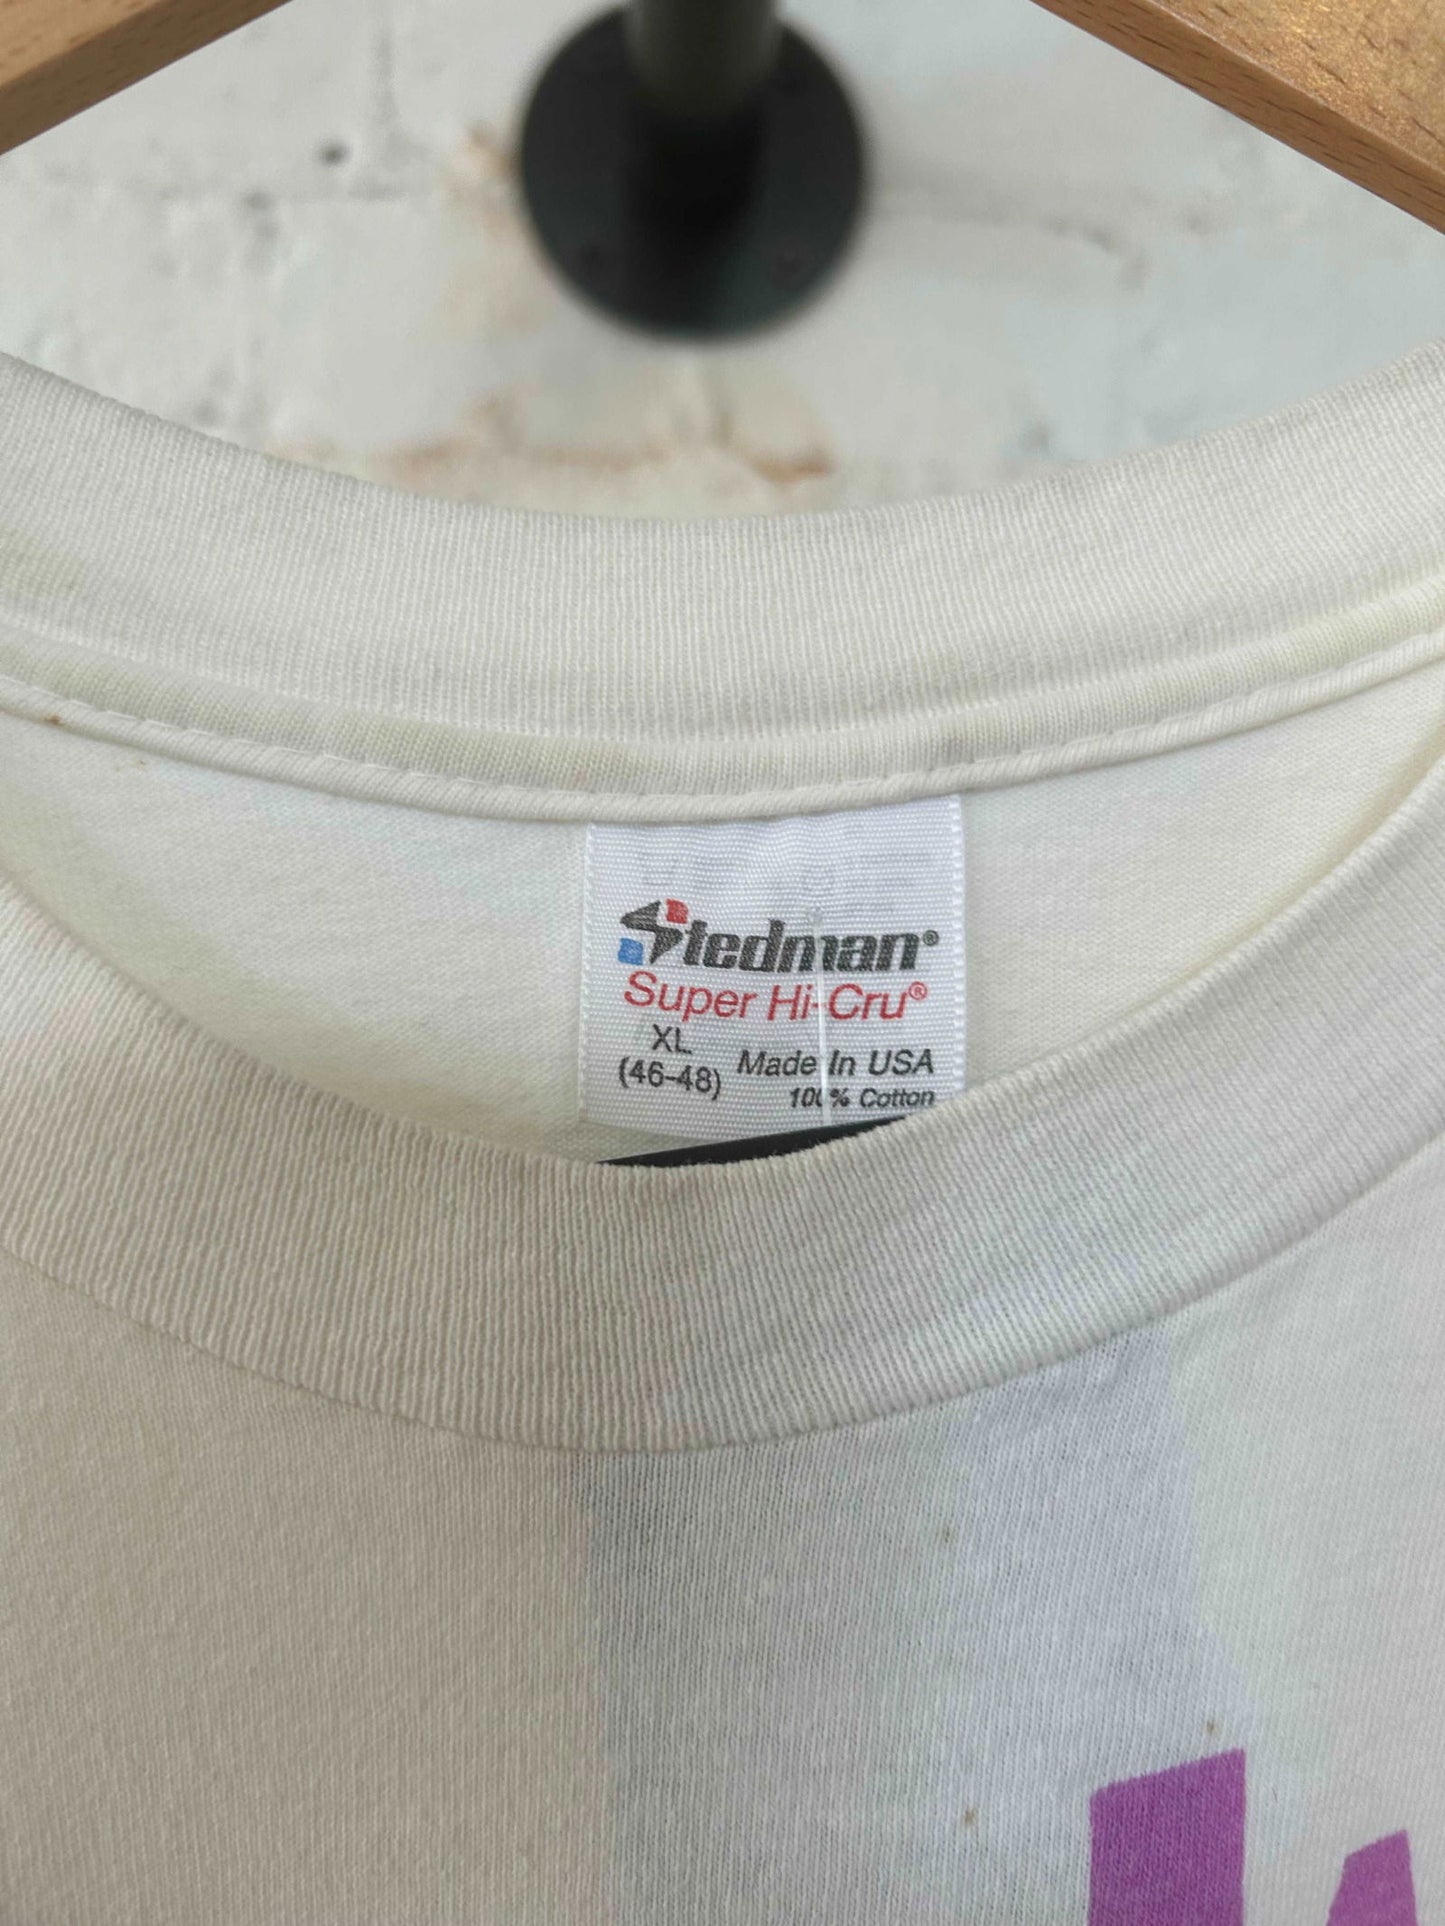 Stedman®
Super Hi-Cru®
XL
(46-48)
Made In USA
100% Cotton